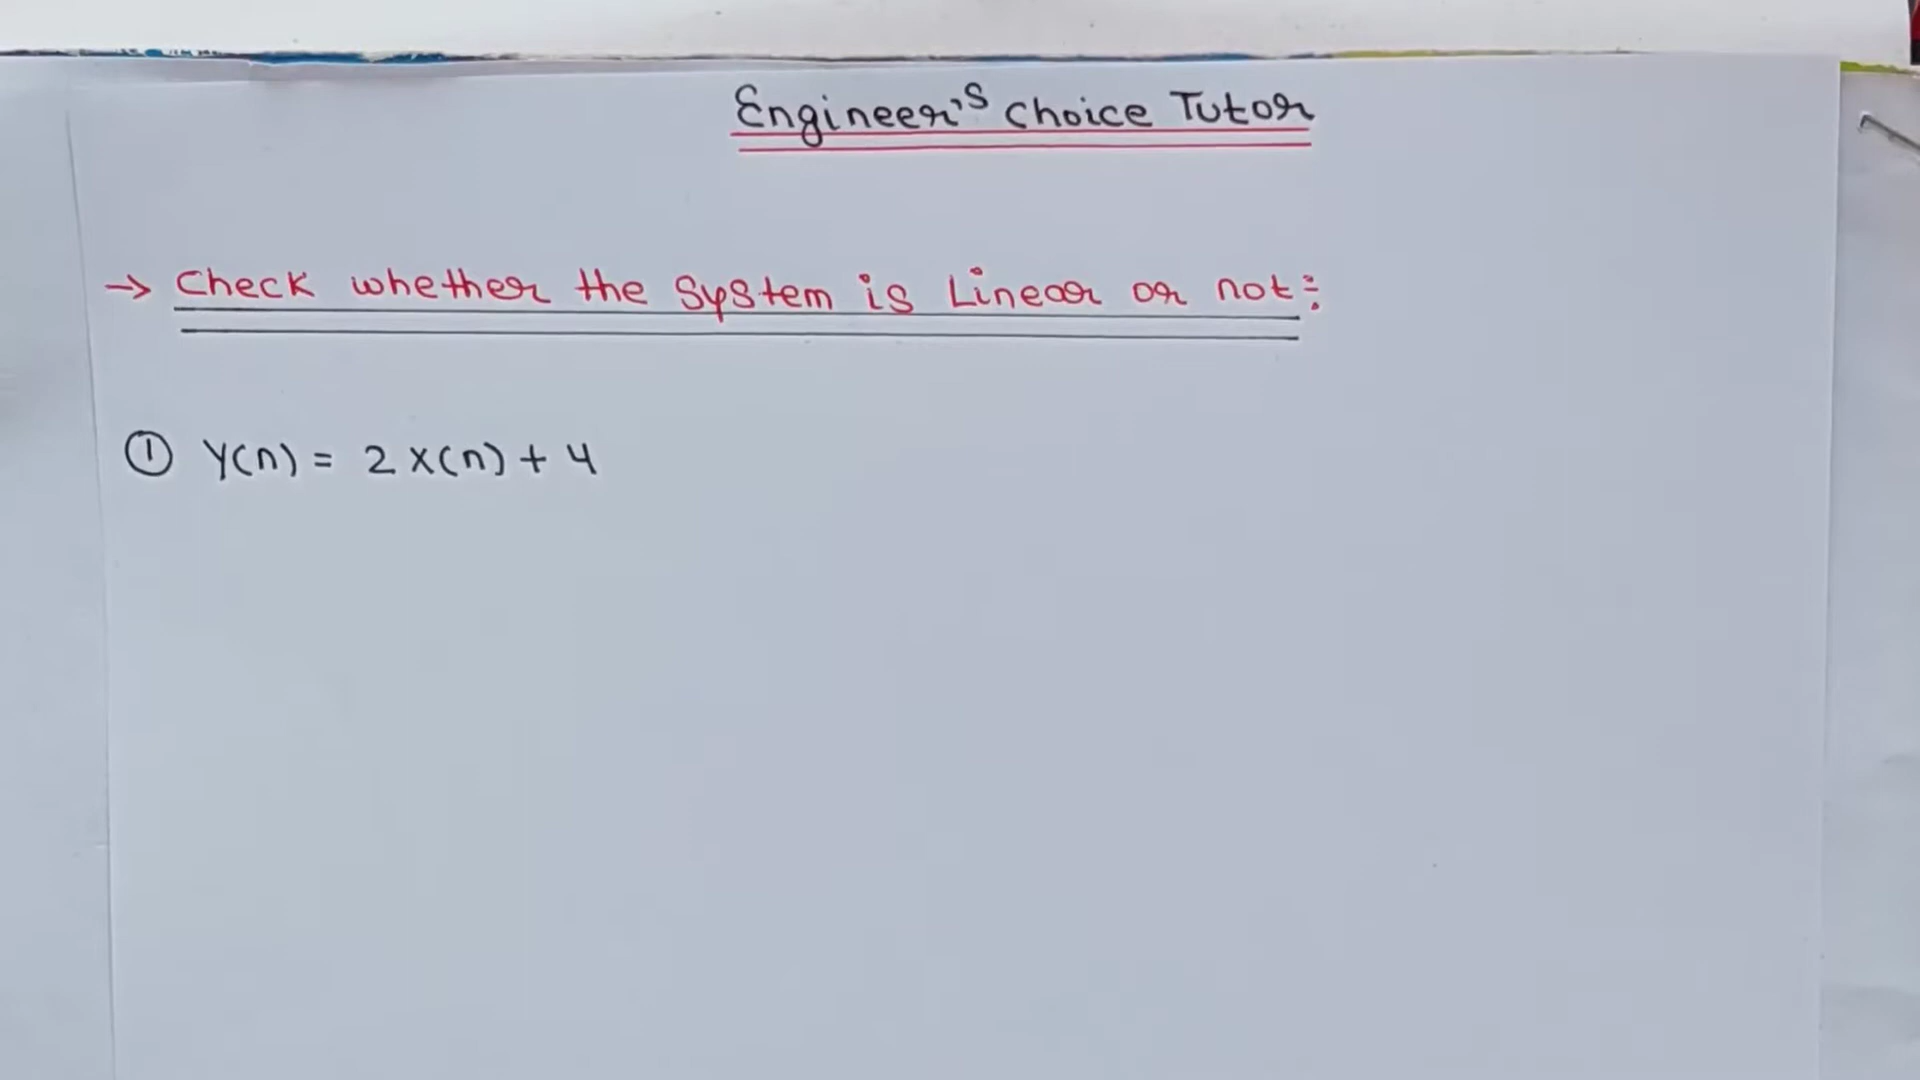 Engineer's Choice Tutor
→ Check whether the System is Linear or not:
① y(n) = 2x(n) + 4